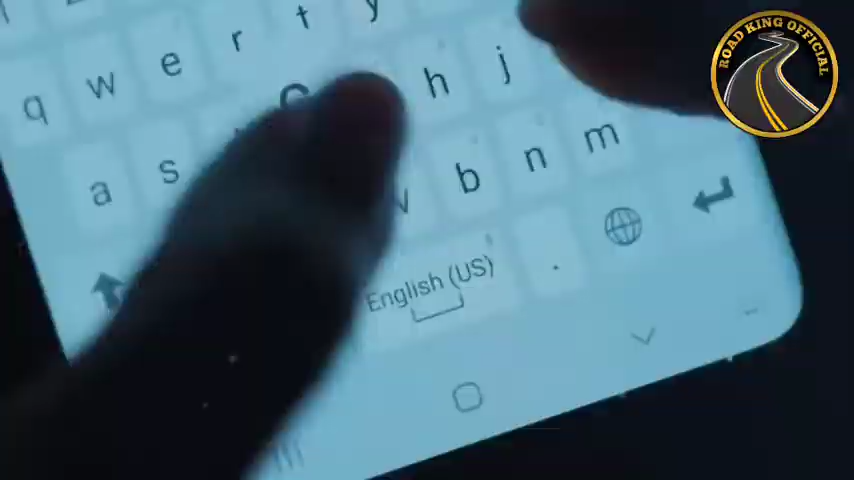 q w e r t y
a s h j
v b n m
English (US) .
ROAD KING OFFICIAL